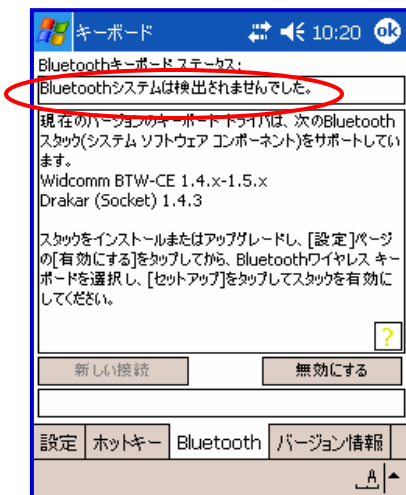 キーボード 10:20 ok
Bluetoothキーボード ステータス:
Bluetoothシステムは検出されませんでした。
現在のバージョンのキーボード ドライバは、次のBluetooth
スタック(システム ソフトウェア コンポーネント)をサポートしてい
ます。
Widcomm BTW-CE 1.4.x-1.5.x
Drakar (Socket) 1.4.3
スタックをインストールまたはアップグレードし、[設定]ページ
の[有効にする]をタップしてから、Bluetoothワイヤレス キー
ボードを選択し、[セットアップ]をタップしてスタックを有効に
してください。
?
新しい接続 無効にする
設定 ホットキー Bluetooth バージョン情報
A